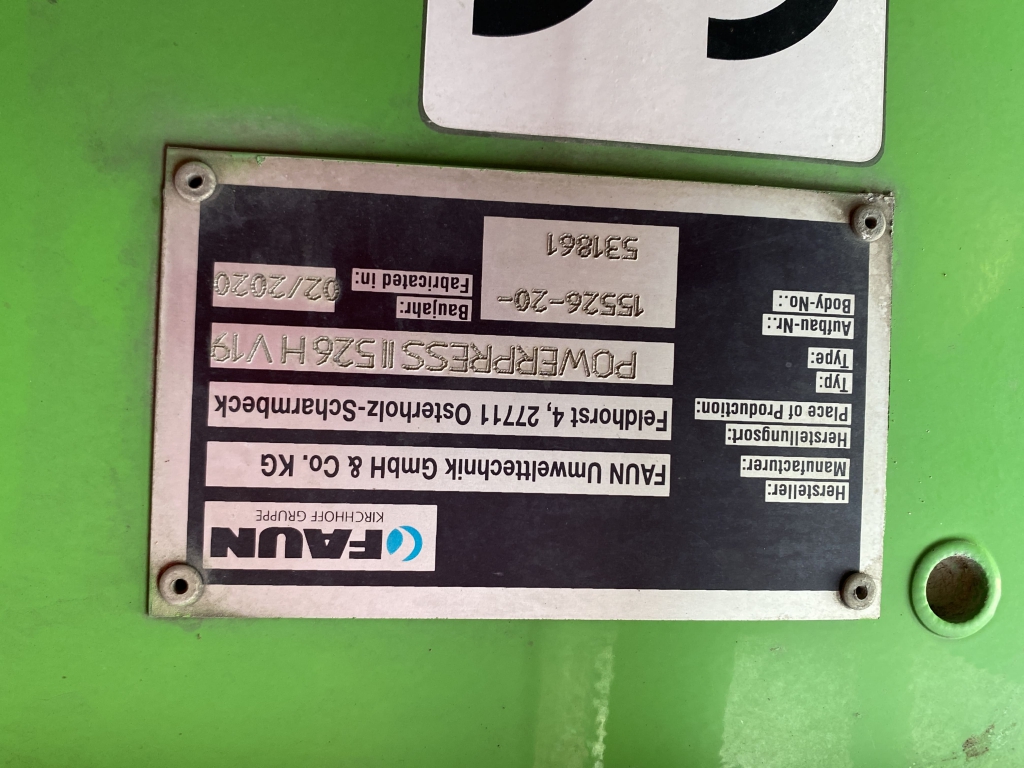 FAUN
KIRCHHOFF GRUPPE
Hersteller:
Manufacturer:
FAUN Umwelttechnik GmbH & Co. KG
Herstellungsort:
Place of Production:
Feldhorst 4, 27711 Osterholz-Scharmbeck
Typ:
Type:
POWERPRESS II 526 H V19
Aufbau-Nr.:
Body-No.:
15526-20-
531861
Baujahr:
Fabricated in:
02/2020